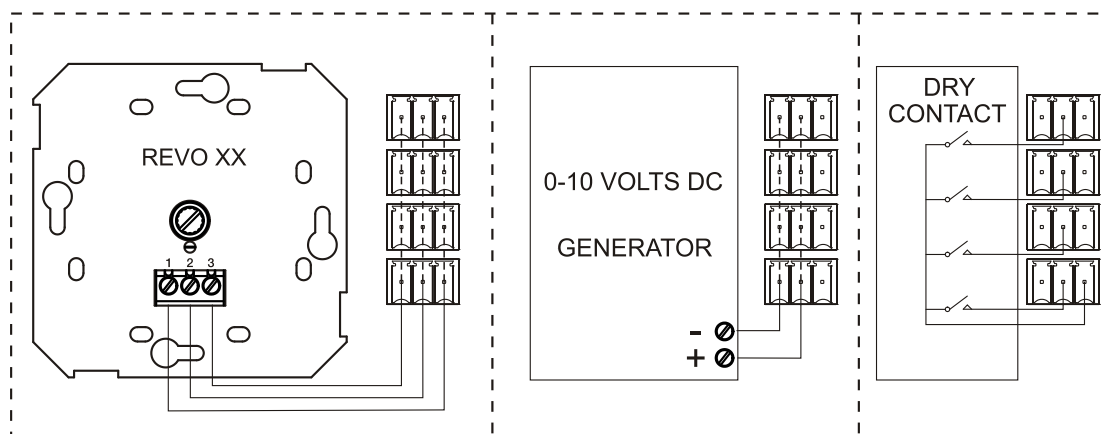 REVO XX
1 2 3
0-10 VOLTS DC
GENERATOR
-
+
DRY
CONTACT